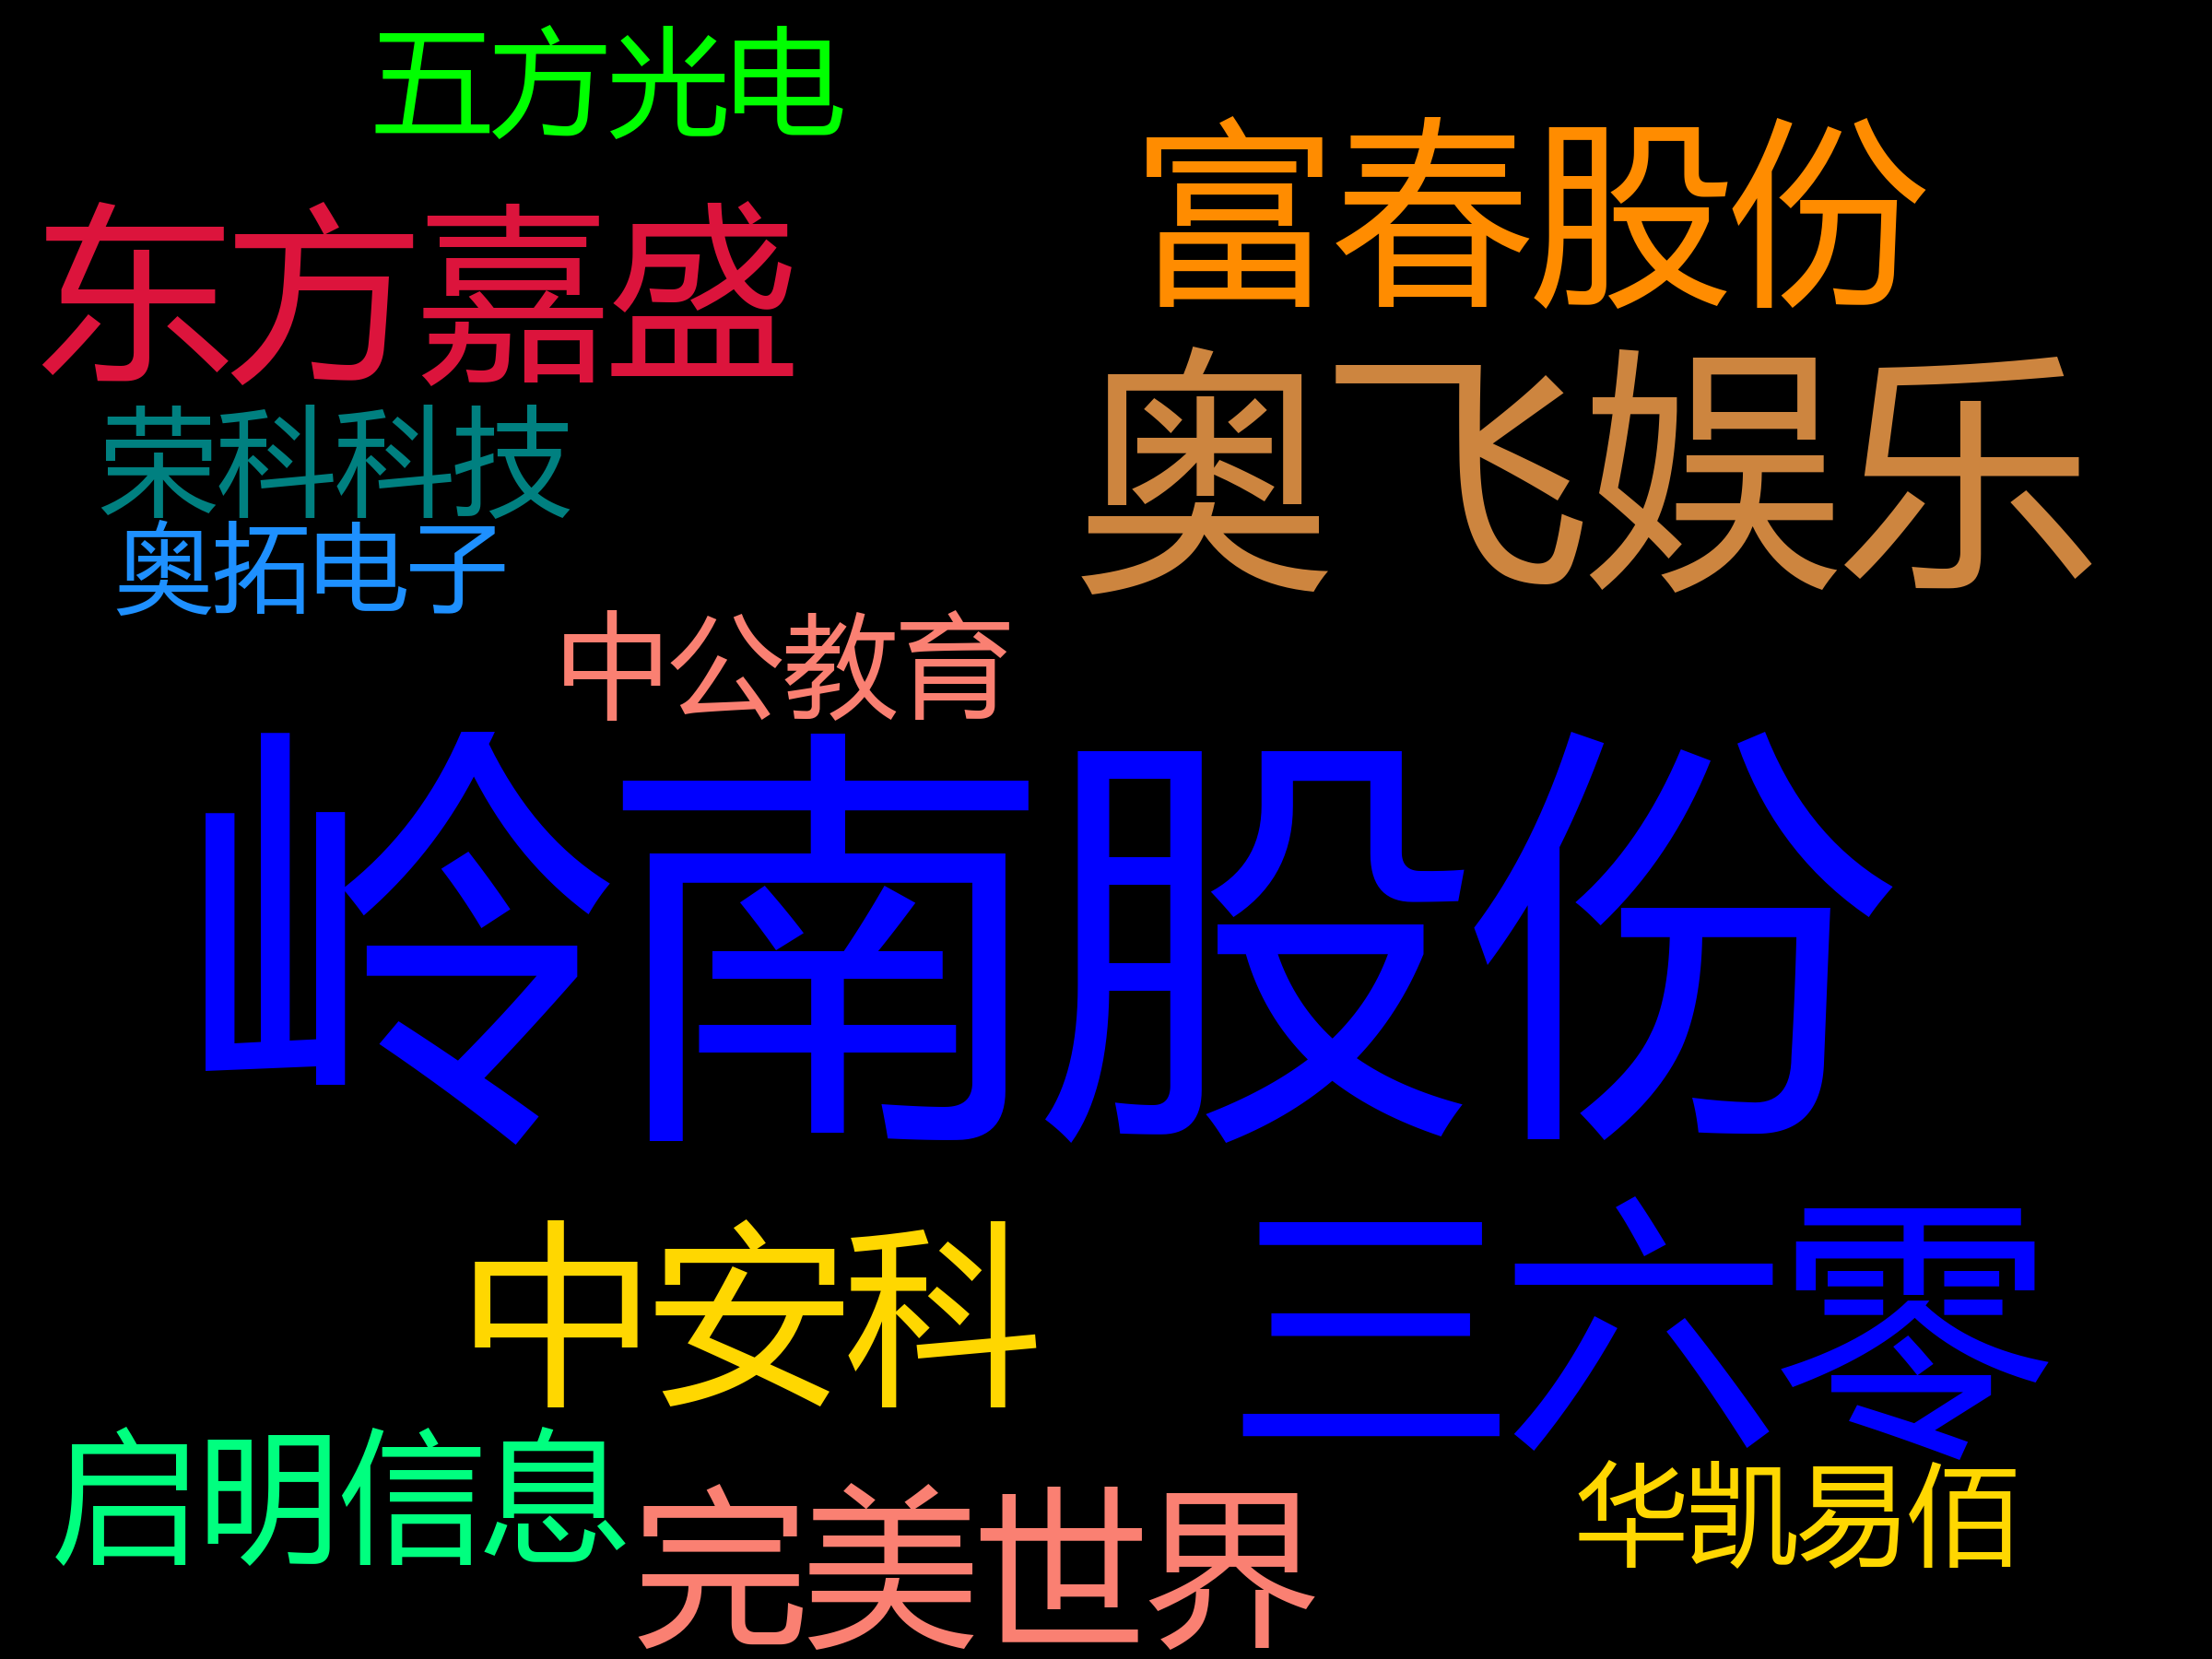 五方光电
富春股份
东方嘉盛
奥飞娱乐
荣科科技
奥拓电子
中公教育
岭南股份
三六零
中安科
启明信息
华凯易佰
完美世界